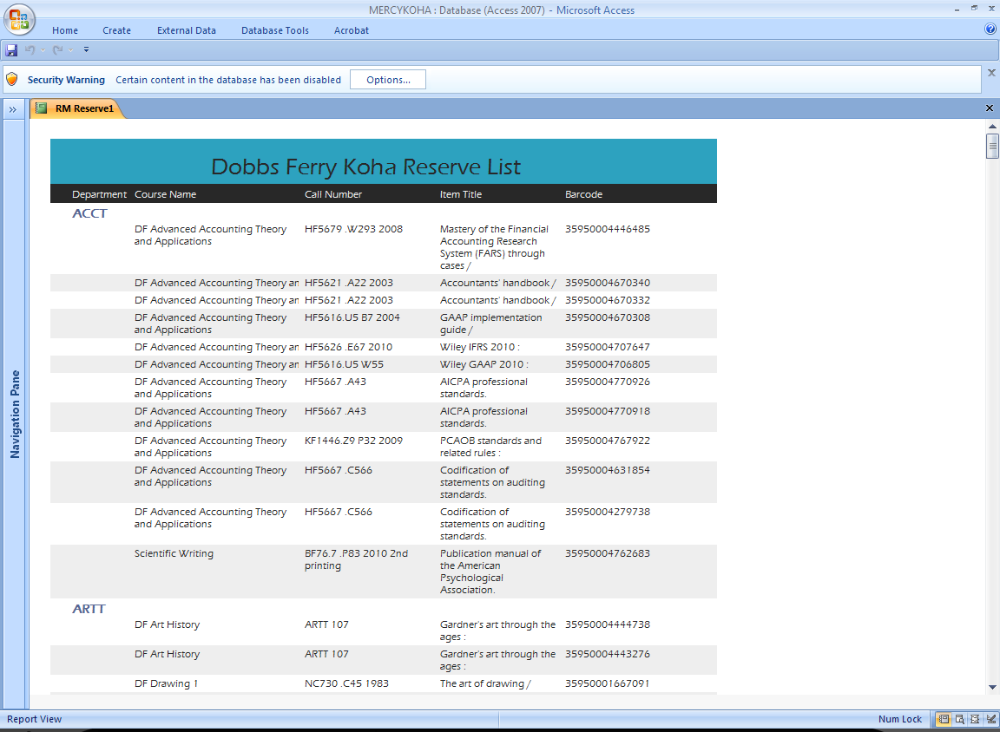 MERCYKOHA : Database (Access 2007) - Microsoft Access
Home Create External Data Database Tools Acrobat
Security Warning Certain content in the database has been disabled Options...
RM Reserve1
Navigation Pane
Dobbs Ferry Koha Reserve List
Department Course Name Call Number Item Title Barcode
ACCT
DF Advanced Accounting Theory HF5679 .W293 2008 Mastery of the Financial 35950004446485
and Applications Accounting Research
System (FARS) through
cases /
DF Advanced Accounting Theory an HF5621 .A22 2003 Accountants' handbook / 35950004670340
DF Advanced Accounting Theory an HF5621 .A22 2003 Accountants' handbook / 35950004670332
DF Advanced Accounting Theory HF5616.U5 B7 2004 GAAP implementation 35950004670308
and Applications guide /
DF Advanced Accounting Theory an HF5626 .E67 2010 Wiley IFRS 2010 : 35950004707647
DF Advanced Accounting Theory an HF5616.U5 W55 Wiley GAAP 2010 : 35950004706805
DF Advanced Accounting Theory HF5667 .A43 AICPA professional 35950004770926
and Applications standards.
DF Advanced Accounting Theory HF5667 .A43 AICPA professional 35950004770918
and Applications standards.
DF Advanced Accounting Theory KF1446.Z9 P32 2009 PCAOB standards and 35950004767922
and Applications related rules :
DF Advanced Accounting Theory HF5667 .C566 Codification of 35950004631854
and Applications statements on auditing
standards.
DF Advanced Accounting Theory HF5667 .C566 Codification of 35950004279738
and Applications statements on auditing
standards.
Scientific Writing BF76.7 .P83 2010 2nd Publication manual of 35950004762683
printing the American
Psychological
Association.
ARTT
DF Art History ARTT 107 Gardner's art through the 35950004444738
ages :
DF Art History ARTT 107 Gardner's art through the 35950004443276
ages :
DF Drawing 1 NC730 .C45 1983 The art of drawing / 35950001667091
Report View Num Lock